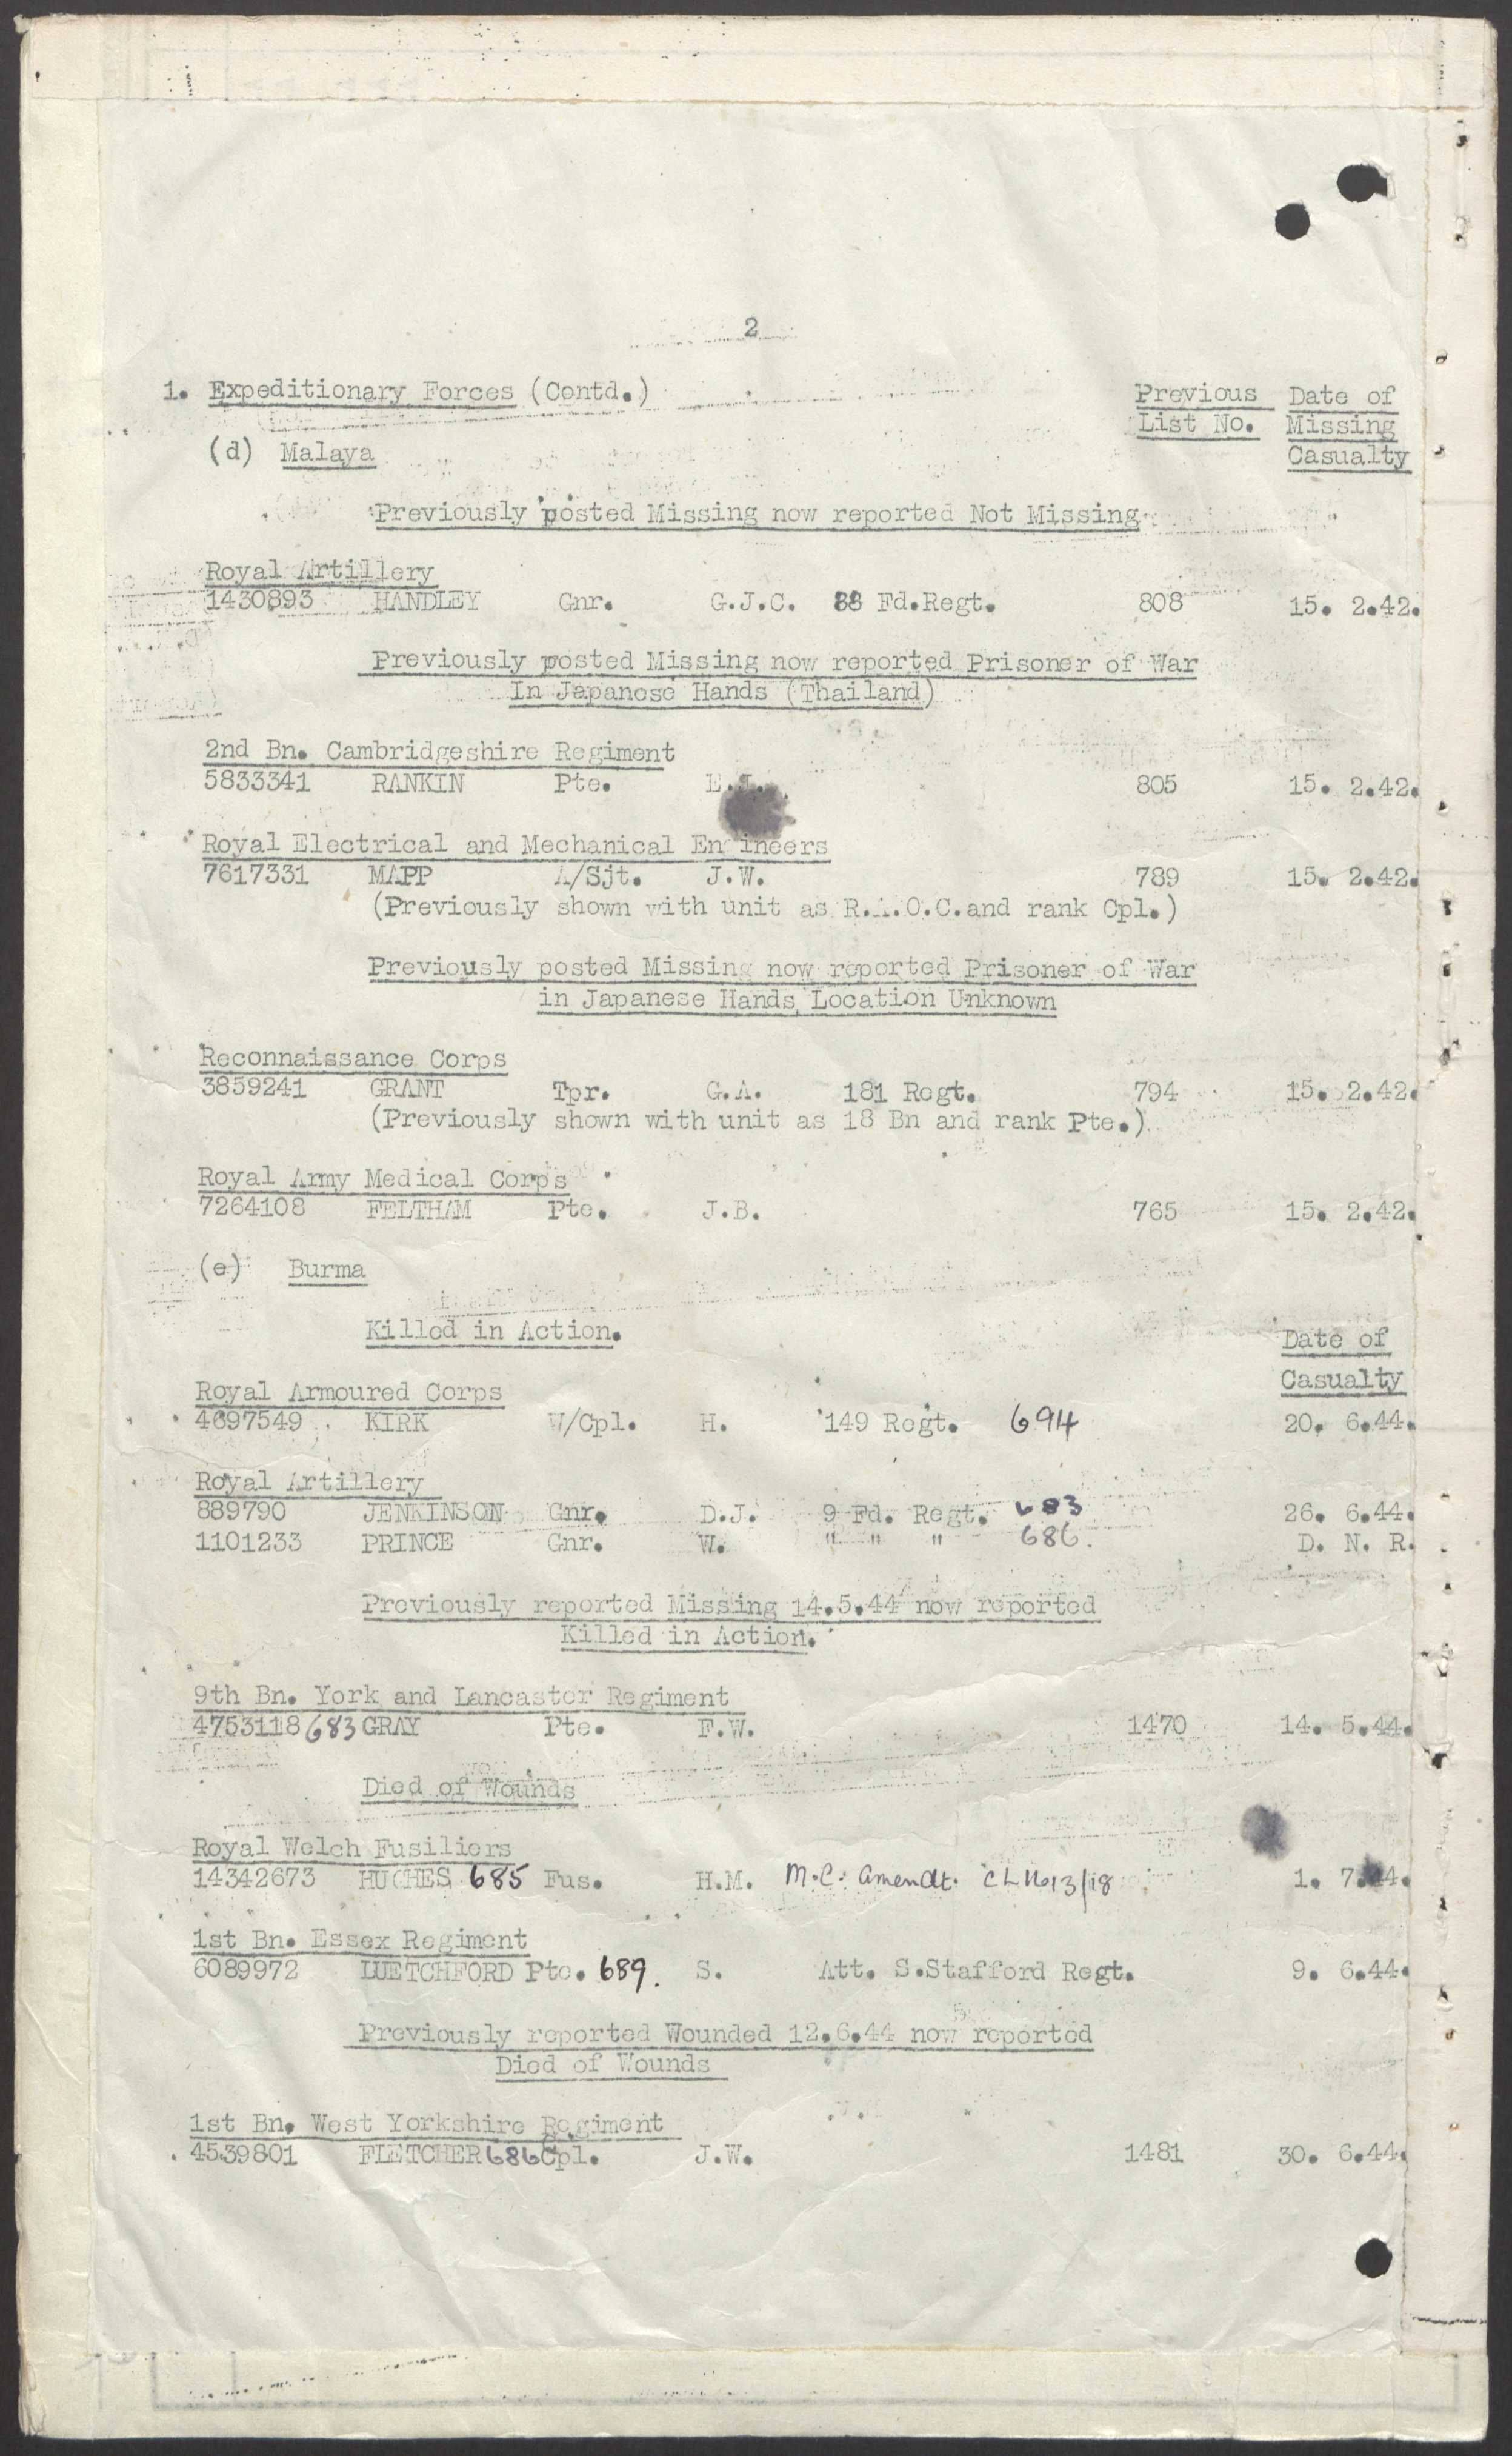 2
1. Expeditionary Forces (Contd.)
Previous Date of
List No. Missing
Casualty
(d) Malaya
Previously posted Missing now reported Not Missing
Royal Artillery
1430893 HANDLEY Gnr. G.J.C. 88 Fd.Regt. 808 15. 2.42.
Previously posted Missing now reported Prisoner of War
In Japanese Hands (Thailand)
2nd Bn. Cambridgeshire Regiment
5833341 RANKIN Pte. 805 15. 2.42.
Royal Electrical and Mechanical Engineers
7617331 MAPP A/Sjt. J.W. 789 15. 2.42.
(Previously shown with unit as R.A.O.C.and rank Cpl.)
Previously posted Missing now reported Prisoner of War
in Japanese Hands, Location Unknown
Reconnaissance Corps
3859241 GRANT Tpr. G.A. 181 Regt. 794 15. 2.42.
(Previously shown with unit as 18 Bn and rank Pte.)
Royal Army Medical Corps
7264108 FELTHAM Pte. J.B. 765 15. 2.42.
(e) Burma
Killed in Action.
Date of
Casualty
Royal Armoured Corps
4697549 KIRK W/Cpl. H. 149 Regt. 694 20. 6.44.
Royal Artillery
889790 JENKINSON Gnr. D.J. 9 Fd. Regt. 683 26. 6.44.
1101233 PRINCE Gnr. W. " " " 686. D. N. R.
Previously reported Missing 14.5.44 now reported
Killed in Action.
9th Bn. York and Lancaster Regiment
4753118 683 GRAY Pte. F.W. 1470 14. 5.44.
Died of Wounds
Royal Welch Fusiliers
14342673 HUGHES 685 Fus. H.M. M.C. Amendt. CL No13/18 1. 7.44.
1st Bn. Essex Regiment
6089972 LUETCHFORD Pte. 689. S. Att. S.Stafford Regt. 9. 6.44.
Previously reported Wounded 12.6.44 now reported
Died of Wounds
1st Bn. West Yorkshire Regiment
4539801 FLETCHER 686 Cpl. J.W. 1481 30. 6.44.